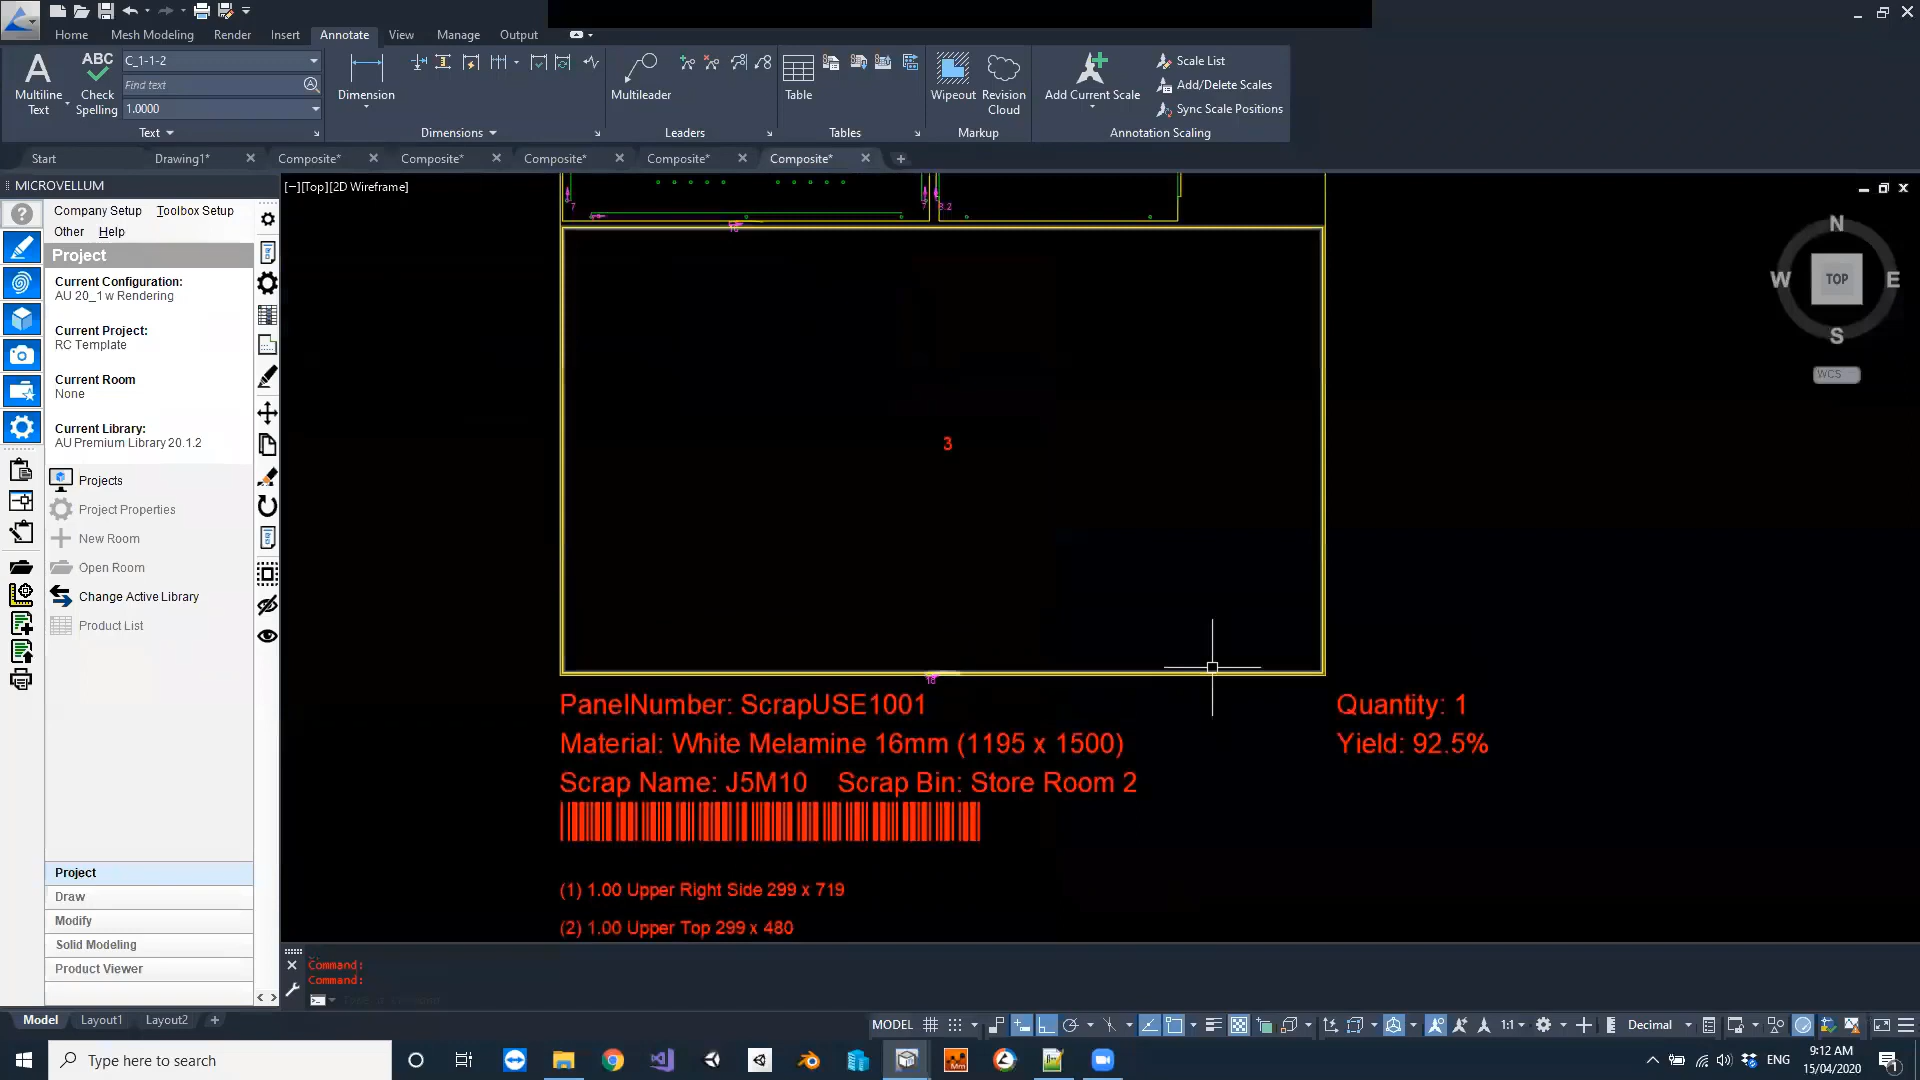 Home Mesh Modeling Render Insert Annotate View Manage Output
A Multiline Text
ABC Check Spelling
C_1-1-2
Find text
1.0000
Dimension
Multileader
Table
Wipeout
Revision Cloud
Add Current Scale
Scale List
Add/Delete Scales
Sync Scale Positions
Text Dimensions Leaders Tables Markup Annotation Scaling
Start Drawing1* Composite* Composite* Composite* Composite* Composite*
MICROVELLUM
Company Setup Toolbox Setup
Other Help
Project
Current Configuration:
AU 20_1 w Rendering
Current Project:
RC Template
Current Room
None
Current Library:
AU Premium Library 20.1.2
Projects
Project Properties
New Room
Open Room
Change Active Library
Product List
Project
Draw
Modify
Solid Modeling
Product Viewer
[−][Top][2D Wireframe]
7
7
8.2
3
N
W TOP E
S
WCS
PanelNumber: ScrapUSE1001 Quantity: 1
Material: White Melamine 16mm (1195 x 1500) Yield: 92.5%
Scrap Name: J5M10 Scrap Bin: Store Room 2
(1) 1.00 Upper Right Side 299 x 719
(2) 1.00 Upper Top 299 x 480
Command:
Command:
Model Layout1 Layout2
MODEL 1:1 Decimal
Type here to search
ENG
9:12 AM
15/04/2020
1